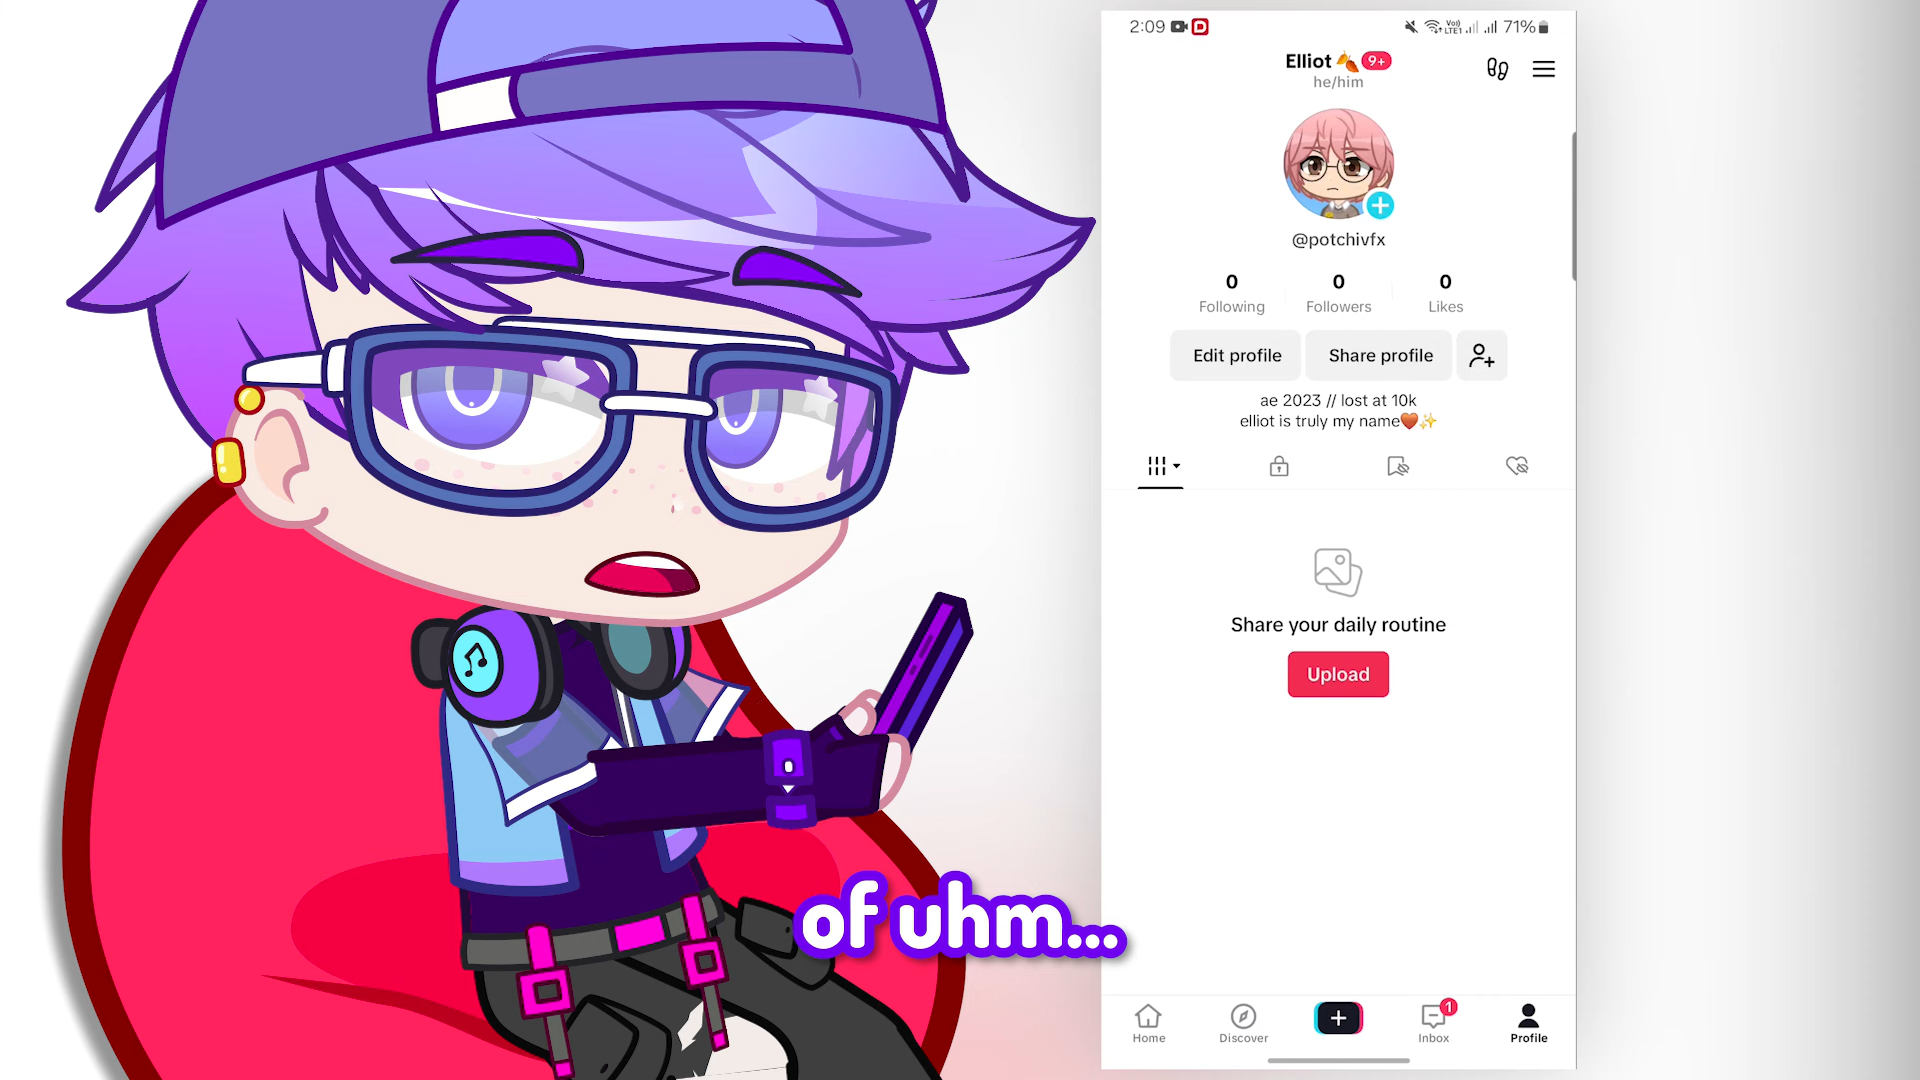 2:09
Vo)) LTE1
71%
Elliot 🍂 9+
he/him
@potchivfx
0 0 0
Following Followers Likes
Edit profile Share profile
ae 2023 // lost at 10k
elliot is truly my name🤎✨
Share your daily routine
Upload
of uhm...
1
Home Discover Inbox Profile